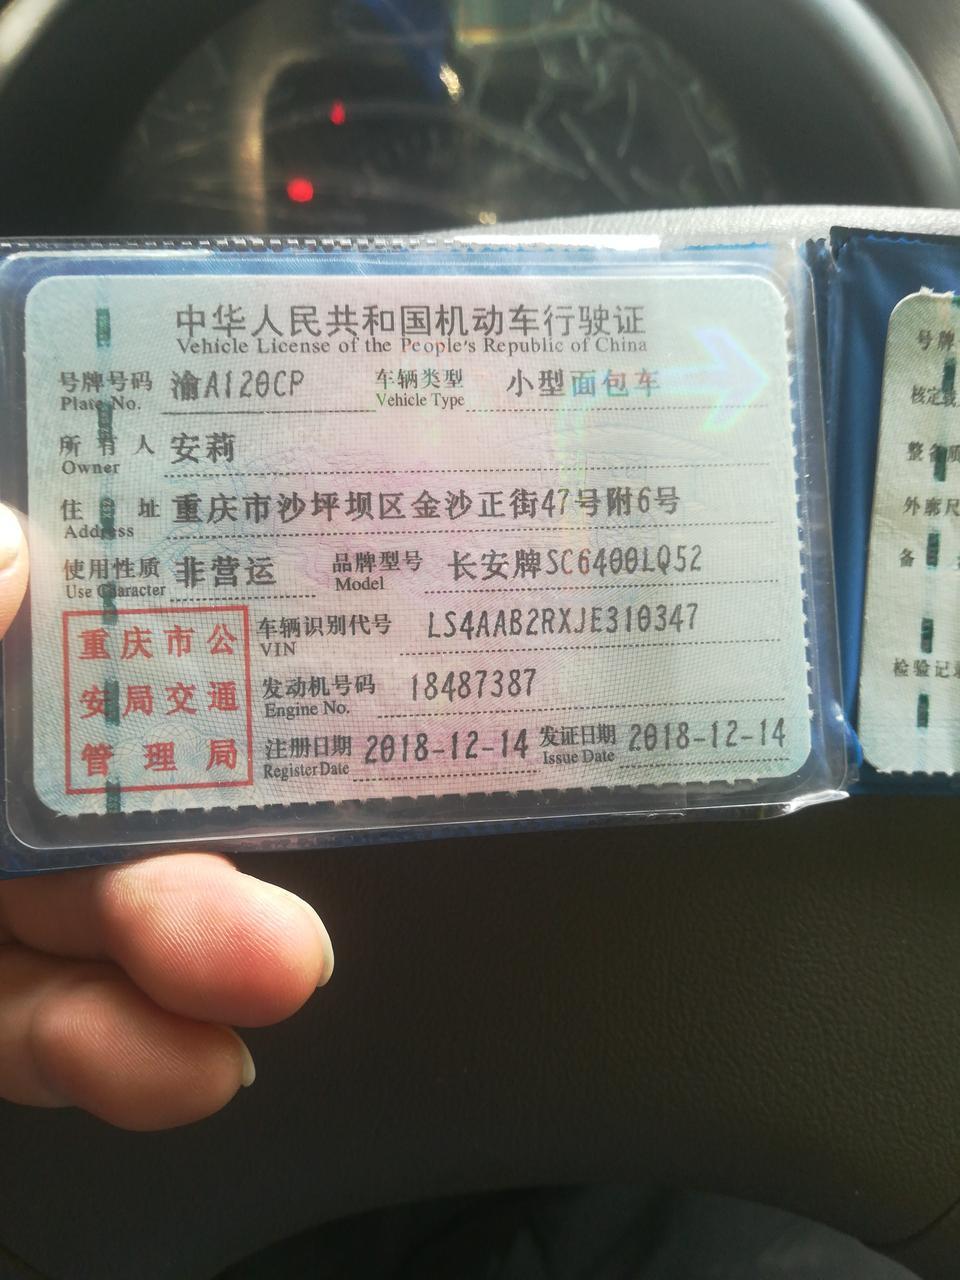 中华人民共和国机动车行驶证
Vehicle License of the People's Republic of China
号牌号码 渝A120CP 车辆类型 小型面包车
Plate No. Vehicle Type
所有人 安莉
Owner
住址 重庆市沙坪坝区金沙正街47号附6号
Address
使用性质 非营运 品牌型号 长安牌SC6400LQ52
Use Character Model
重庆市公
安局交通
管理局
车辆识别代号 LS4AAB2RXJE310347
VIN
发动机号码 18487387
Engine No.
注册日期 2018-12-14 发证日期 2018-12-14
Register Date Issue Date
号牌
核定载
整备质
外廓尺
备
检验记录